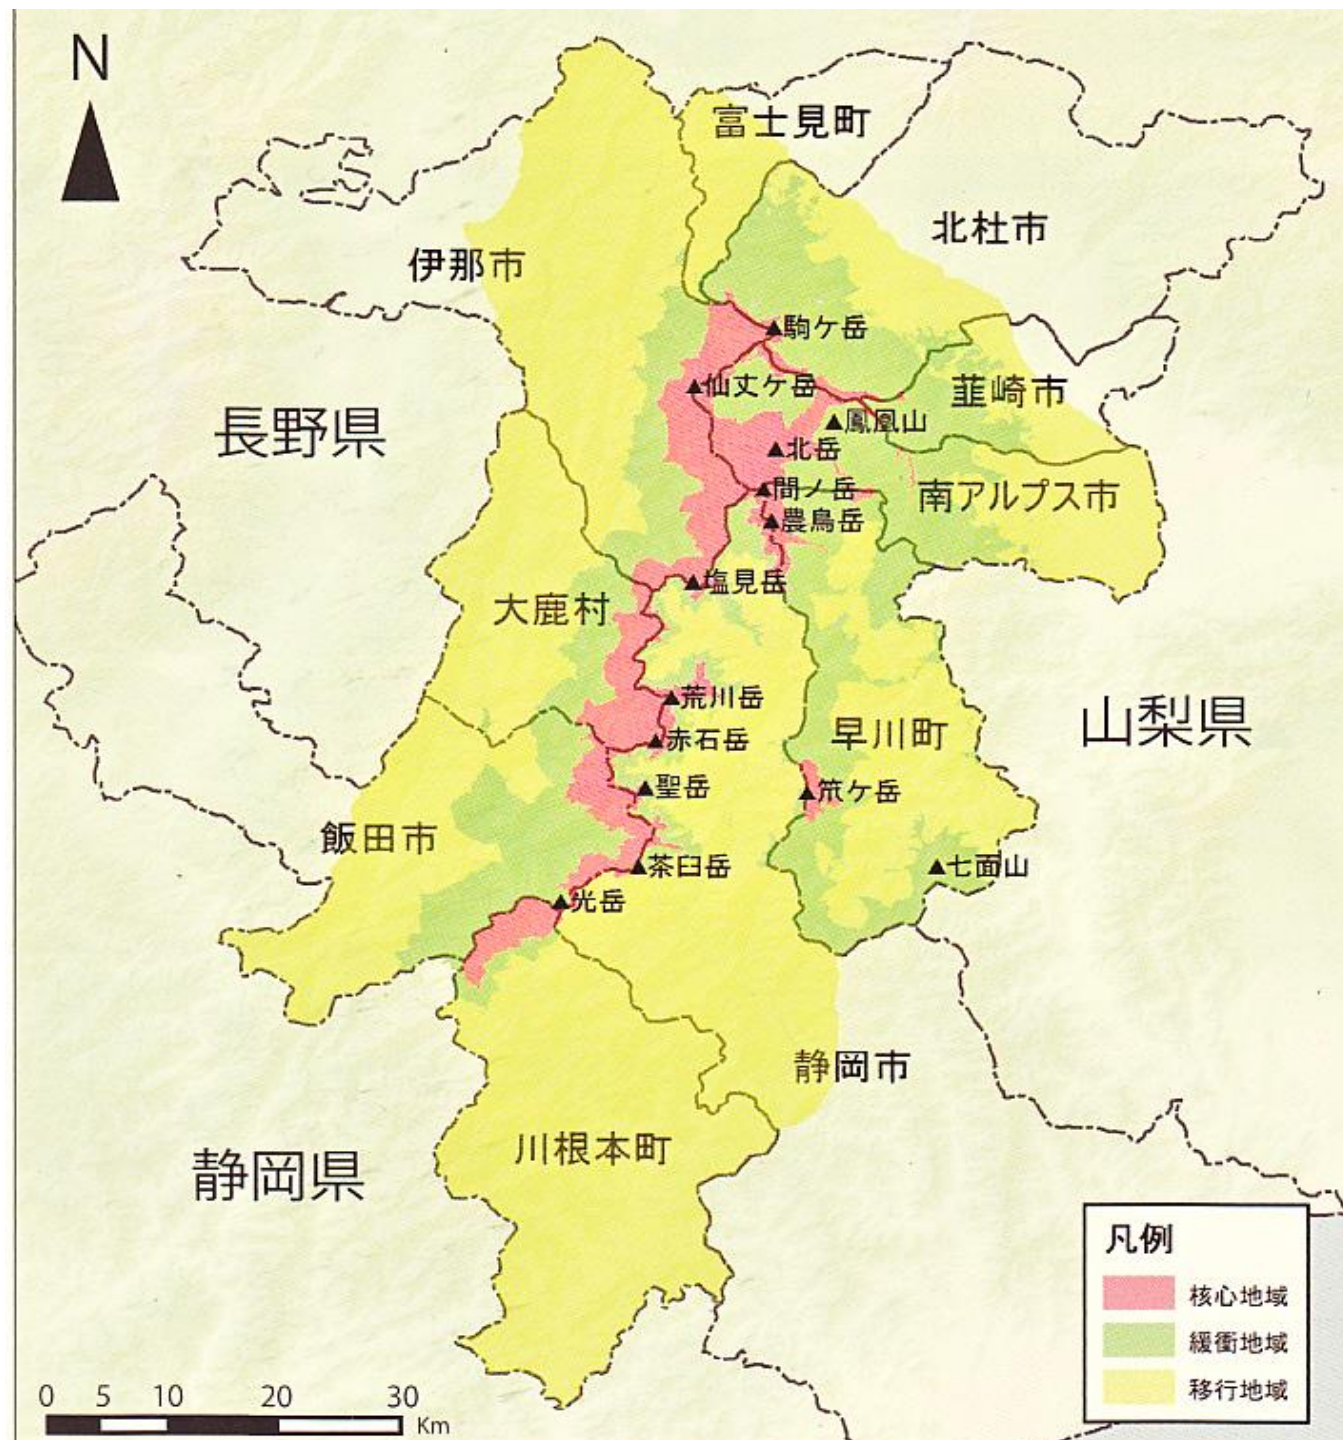 N
富士見町
北杜市
伊那市
駒ケ岳
仙丈ケ岳
韮崎市
長野県
鳳凰山
北岳
間ノ岳
南アルプス市
農鳥岳
塩見岳
大鹿村
荒川岳
山梨県
早川町
赤石岳
聖岳
笊ケ岳
飯田市
茶臼岳
七面山
光岳
静岡市
川根本町
静岡県
凡例
核心地域
緩衝地域
移行地域
0 5 10 20 30
Km